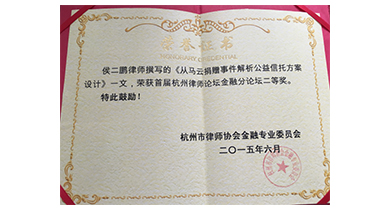 荣誉证书
侯二鹏律师撰写的《从马云捐赠事件解析公益信托方案
设计》一文，荣获首届杭州律师论坛金融分论坛二等奖。
特此鼓励！
杭州市律师协会金融专业委员会
二〇一五年六月